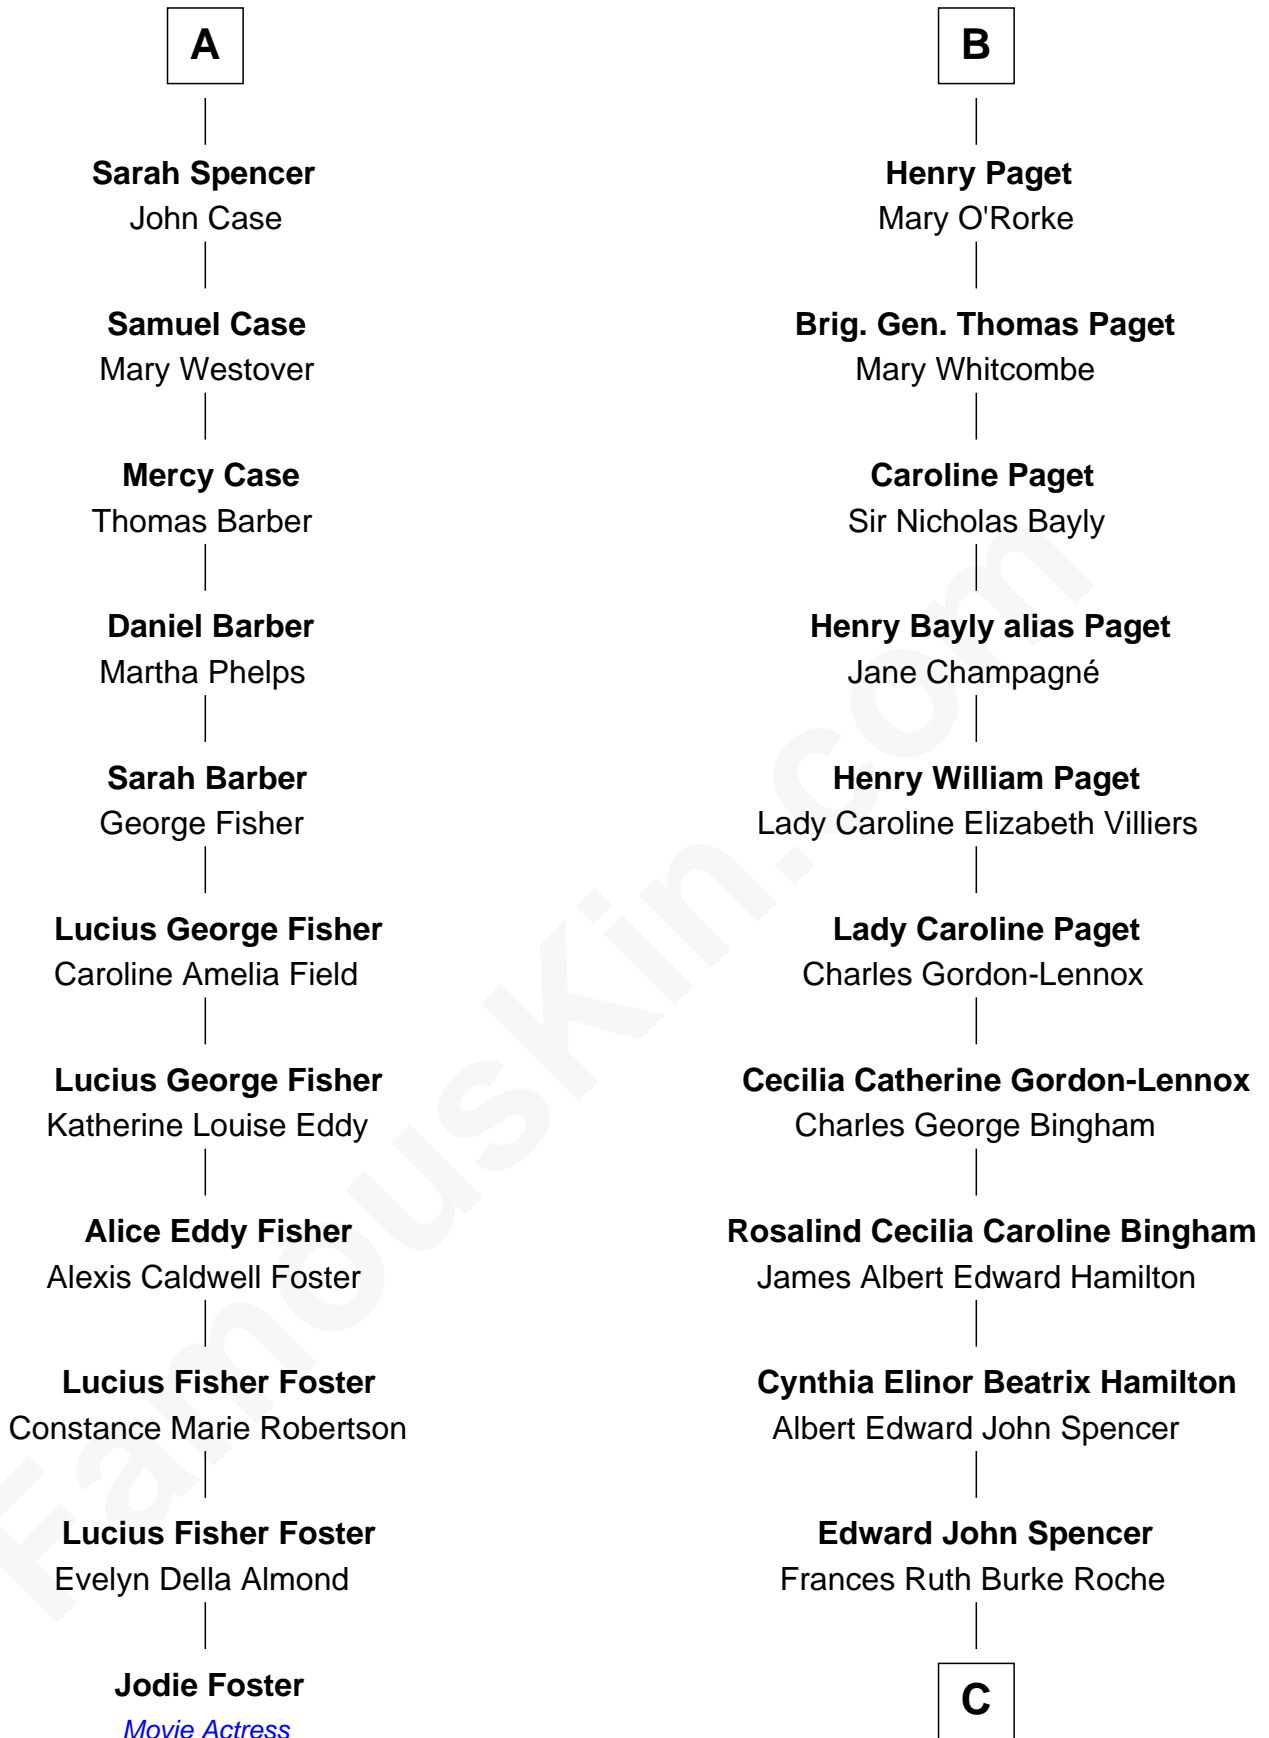 A
Sarah Spencer
John Case
Samuel Case
Mary Westover
Mercy Case
Thomas Barber
Daniel Barber
Martha Phelps
Sarah Barber
George Fisher
Lucius George Fisher
Caroline Amelia Field
Lucius George Fisher
Katherine Louise Eddy
Alice Eddy Fisher
Alexis Caldwell Foster
Lucius Fisher Foster
Constance Marie Robertson
Lucius Fisher Foster
Evelyn Della Almond
Jodie Foster
Movie Actress
B
Henry Paget
Mary O'Rorke
Brig. Gen. Thomas Paget
Mary Whitcombe
Caroline Paget
Sir Nicholas Bayly
Henry Bayly alias Paget
Jane Champagné
Henry William Paget
Lady Caroline Elizabeth Villiers
Lady Caroline Paget
Charles Gordon-Lennox
Cecilia Catherine Gordon-Lennox
Charles George Bingham
Rosalind Cecilia Caroline Bingham
James Albert Edward Hamilton
Cynthia Elinor Beatrix Hamilton
Albert Edward John Spencer
Edward John Spencer
Frances Ruth Burke Roche
C
FamousKin.com